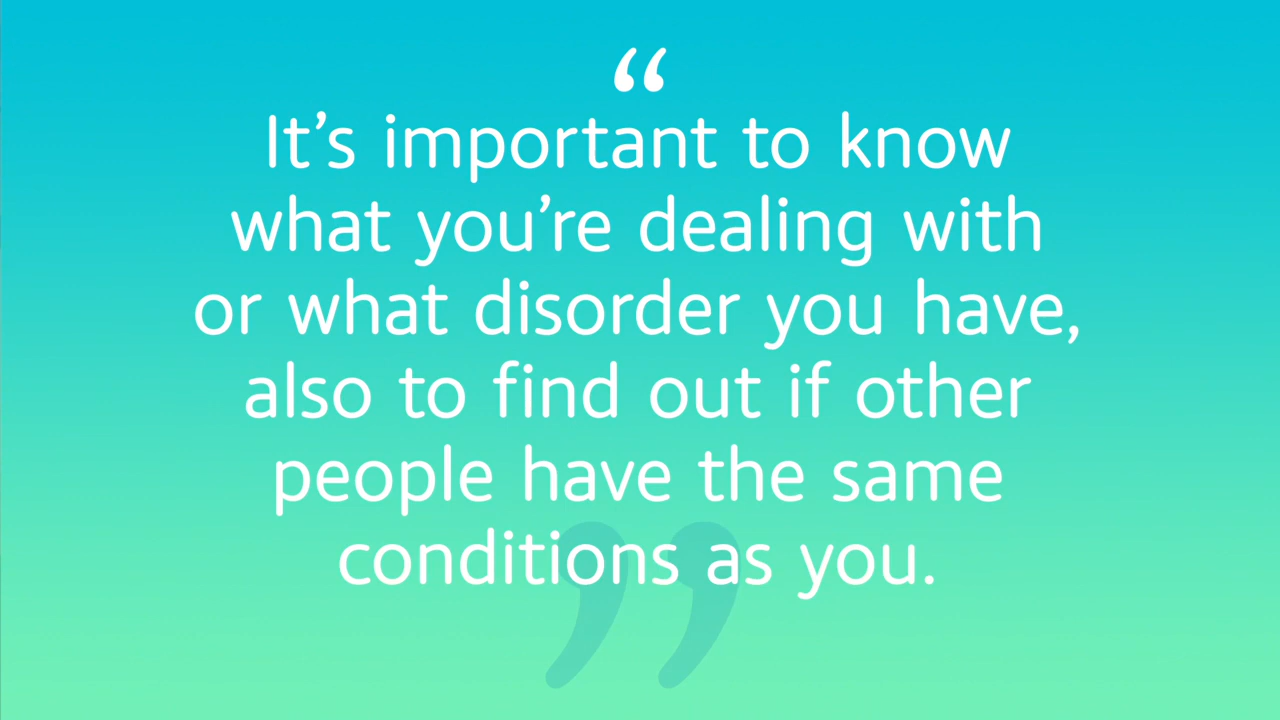 “
It’s important to know
what you’re dealing with
or what disorder you have,
also to find out if other
people have the same
conditions as you.
”